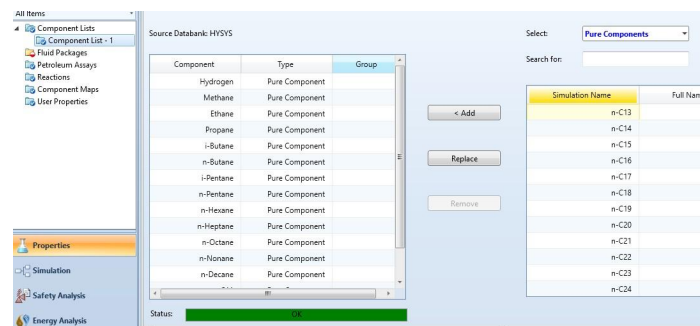 All Items
Component Lists
Component List - 1
Fluid Packages
Petroleum Assays
Reactions
Component Maps
User Properties
Properties
Simulation
Safety Analysis
Energy Analysis
Source Databank: HYSYS
Component Type Group
Hydrogen Pure Component
Methane Pure Component
Ethane Pure Component
Propane Pure Component
i-Butane Pure Component
n-Butane Pure Component
i-Pentane Pure Component
n-Pentane Pure Component
n-Hexane Pure Component
n-Heptane Pure Component
n-Octane Pure Component
n-Nonane Pure Component
n-Decane Pure Component
Status: OK
< Add
Replace
Remove
Select: Pure Components
Search for:
Simulation Name Full Nam
n-C13
n-C14
n-C15
n-C16
n-C17
n-C18
n-C19
n-C20
n-C21
n-C22
n-C23
n-C24